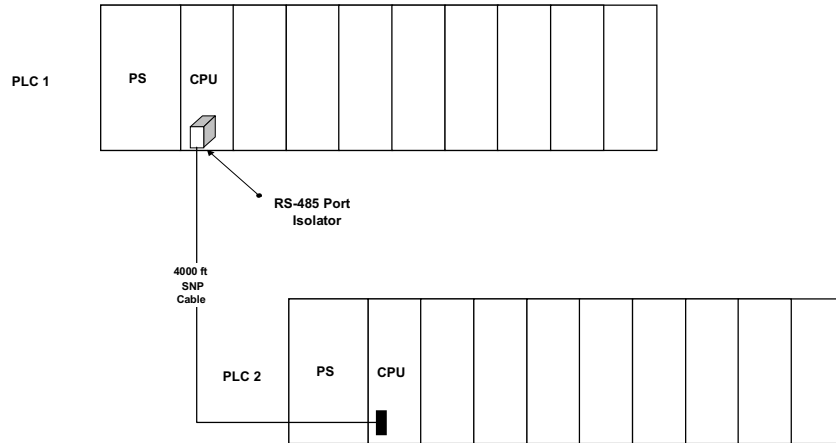 PLC 1
PS
CPU
RS-485 Port
Isolator
4000 ft
SNP
Cable
PLC 2
PS
CPU